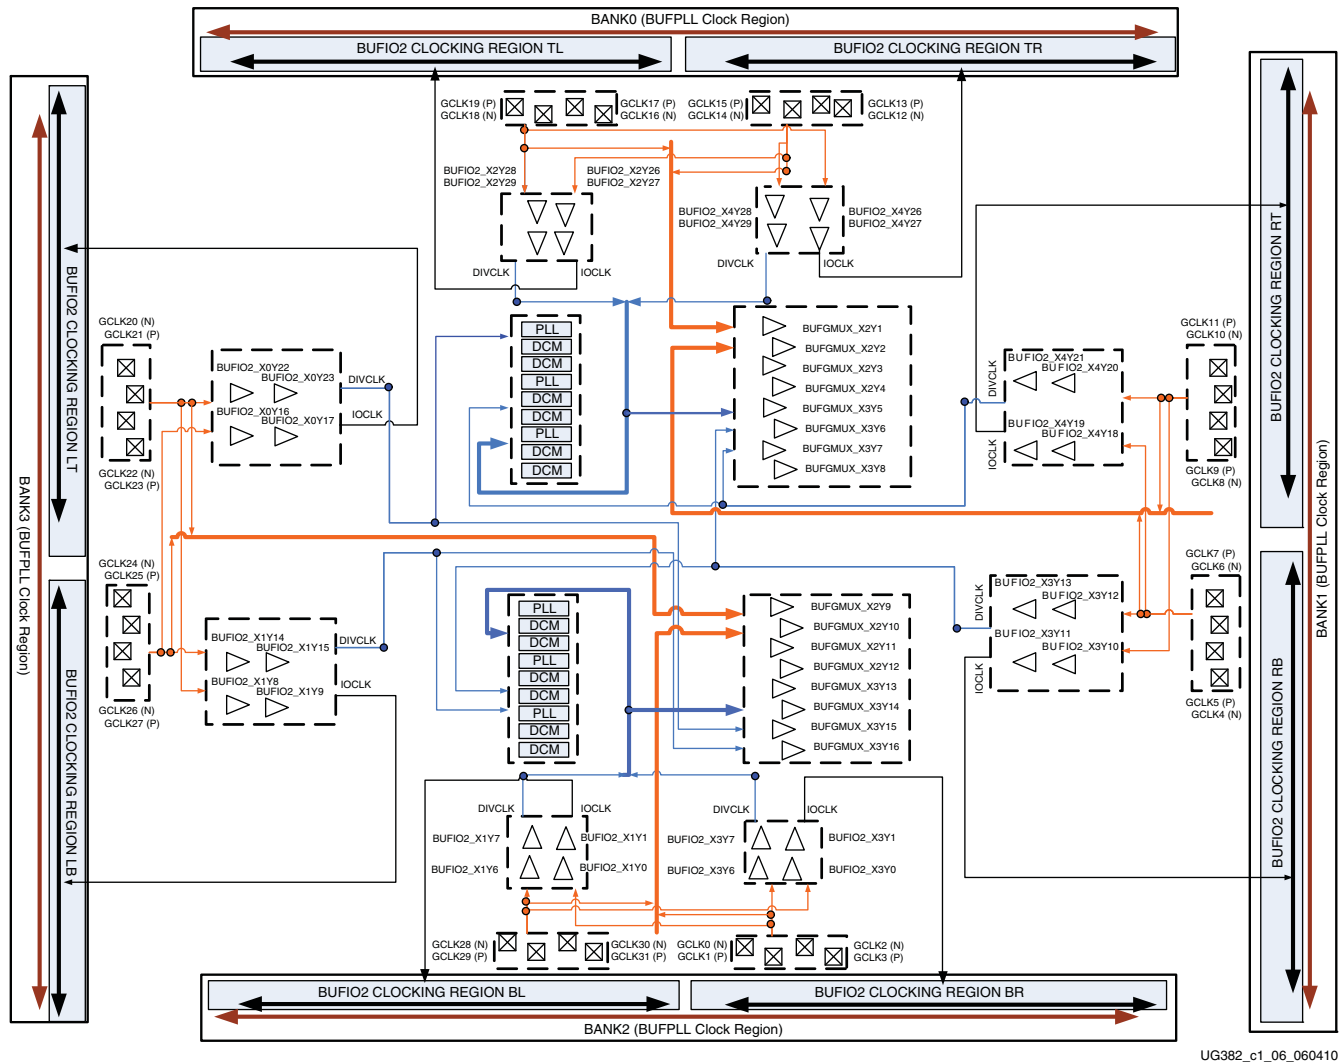 BANK0 (BUFPLL Clock Region)
BUFIO2 CLOCKING REGION TL
BUFIO2 CLOCKING REGION TR
GCLK19 (P)
GCLK18 (N)
GCLK17 (P)
GCLK16 (N)
GCLK15 (P)
GCLK14 (N)
GCLK13 (P)
GCLK12 (N)
BUFIO2_X2Y28
BUFIO2_X2Y29
BUFIO2_X2Y26
BUFIO2_X2Y27
BUFIO2_X4Y28
BUFIO2_X4Y29
BUFIO2_X4Y26
BUFIO2_X4Y27
DIVCLK
IOCLK
DIVCLK
IOCLK
BANK3 (BUFPLL Clock Region)
BUFIO2 CLOCKING REGION LT
BUFIO2 CLOCKING REGION LB
GCLK20 (N)
GCLK21 (P)
GCLK22 (N)
GCLK23 (P)
BUFIO2_X0Y22
BUFIO2_X0Y23
BUFIO2_X0Y16
BUFIO2_X0Y17
DIVCLK
IOCLK
PLL
DCM
DCM
PLL
DCM
DCM
PLL
DCM
DCM
BUFGMUX_X2Y1
BUFGMUX_X2Y2
BUFGMUX_X2Y3
BUFGMUX_X2Y4
BUFGMUX_X3Y5
BUFGMUX_X3Y6
BUFGMUX_X3Y7
BUFGMUX_X3Y8
DIVCLK
IOCLK
BUFIO2_X4Y21
BUFIO2_X4Y20
BUFIO2_X4Y19
BUFIO2_X4Y18
GCLK11 (P)
GCLK10 (N)
GCLK9 (P)
GCLK8 (N)
BUFIO2 CLOCKING REGION RT
BUFIO2 CLOCKING REGION RB
BANK1 (BUFPLL Clock Region)
GCLK24 (N)
GCLK25 (P)
GCLK26 (N)
GCLK27 (P)
BUFIO2_X1Y14
BUFIO2_X1Y15
BUFIO2_X1Y8
BUFIO2_X1Y9
DIVCLK
IOCLK
PLL
DCM
DCM
PLL
DCM
DCM
PLL
DCM
DCM
BUFGMUX_X2Y9
BUFGMUX_X2Y10
BUFGMUX_X2Y11
BUFGMUX_X2Y12
BUFGMUX_X3Y13
BUFGMUX_X3Y14
BUFGMUX_X3Y15
BUFGMUX_X3Y16
DIVCLK
IOCLK
BUFIO2_X3Y13
BUFIO2_X3Y12
BUFIO2_X3Y11
BUFIO2_X3Y10
GCLK7 (P)
GCLK6 (N)
GCLK5 (P)
GCLK4 (N)
DIVCLK
IOCLK
DIVCLK
IOCLK
BUFIO2_X1Y7
BUFIO2_X1Y6
BUFIO2_X1Y1
BUFIO2_X1Y0
BUFIO2_X3Y7
BUFIO2_X3Y6
BUFIO2_X3Y1
BUFIO2_X3Y0
GCLK28 (N)
GCLK29 (P)
GCLK30 (N)
GCLK31 (P)
GCLK0 (N)
GCLK1 (P)
GCLK2 (N)
GCLK3 (P)
BUFIO2 CLOCKING REGION BL
BUFIO2 CLOCKING REGION BR
BANK2 (BUFPLL Clock Region)
UG382_c1_06_060410